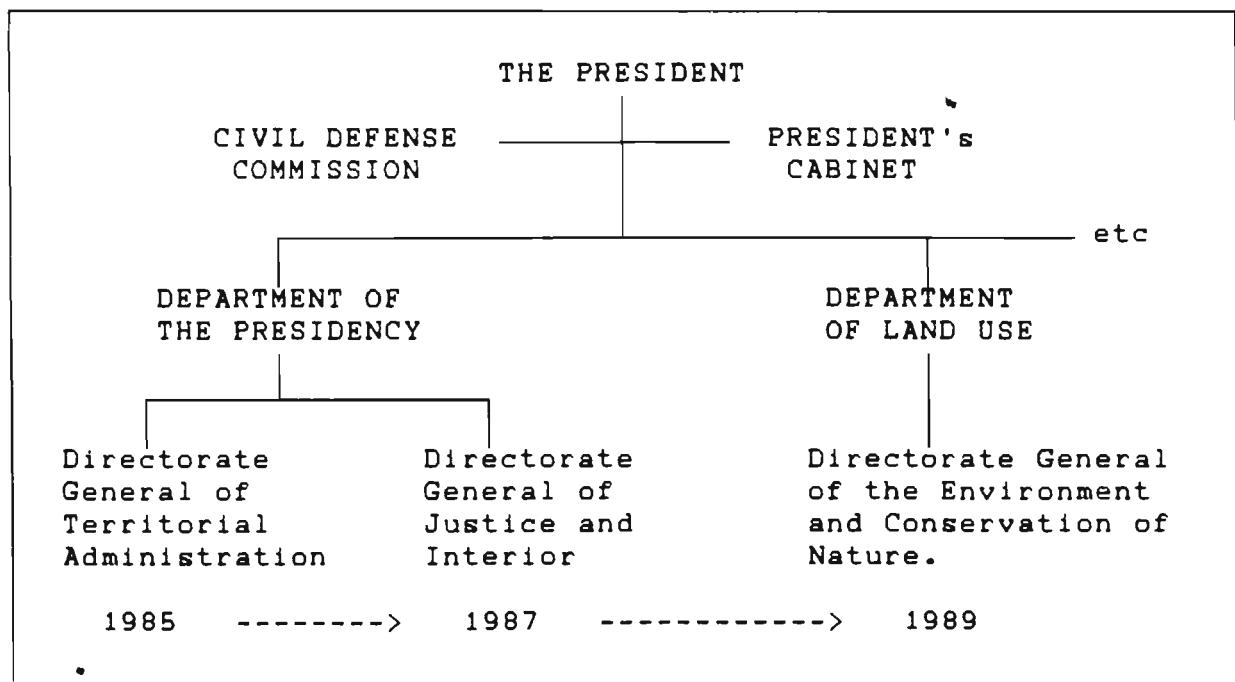 THE PRESIDENT
CIVIL DEFENSE
COMMISSION
PRESIDENT's
CABINET
etc
DEPARTMENT OF
THE PRESIDENCY
DEPARTMENT
OF LAND USE
Directorate
General of
Territorial
Administration
Directorate
General of
Justice and
Interior
Directorate General
of the Environment
and Conservation of
Nature.
1985 --------> 1987 ------------> 1989